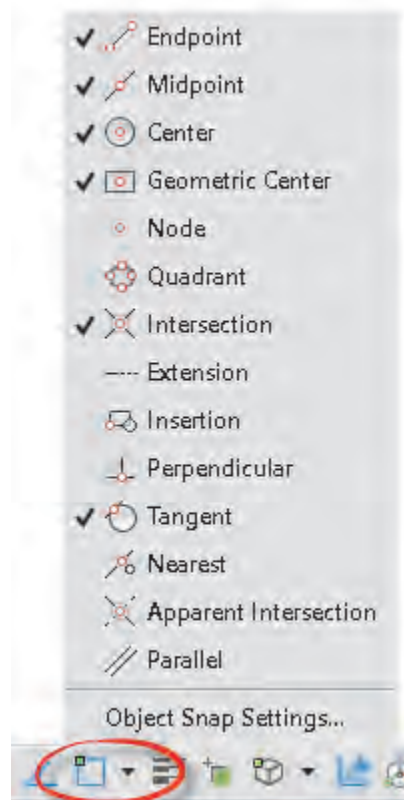 Endpoint
Midpoint
Center
Geometric Center
Node
Quadrant
Intersection
Extension
Insertion
Perpendicular
Tangent
Nearest
Apparent Intersection
Parallel
Object Snap Settings...